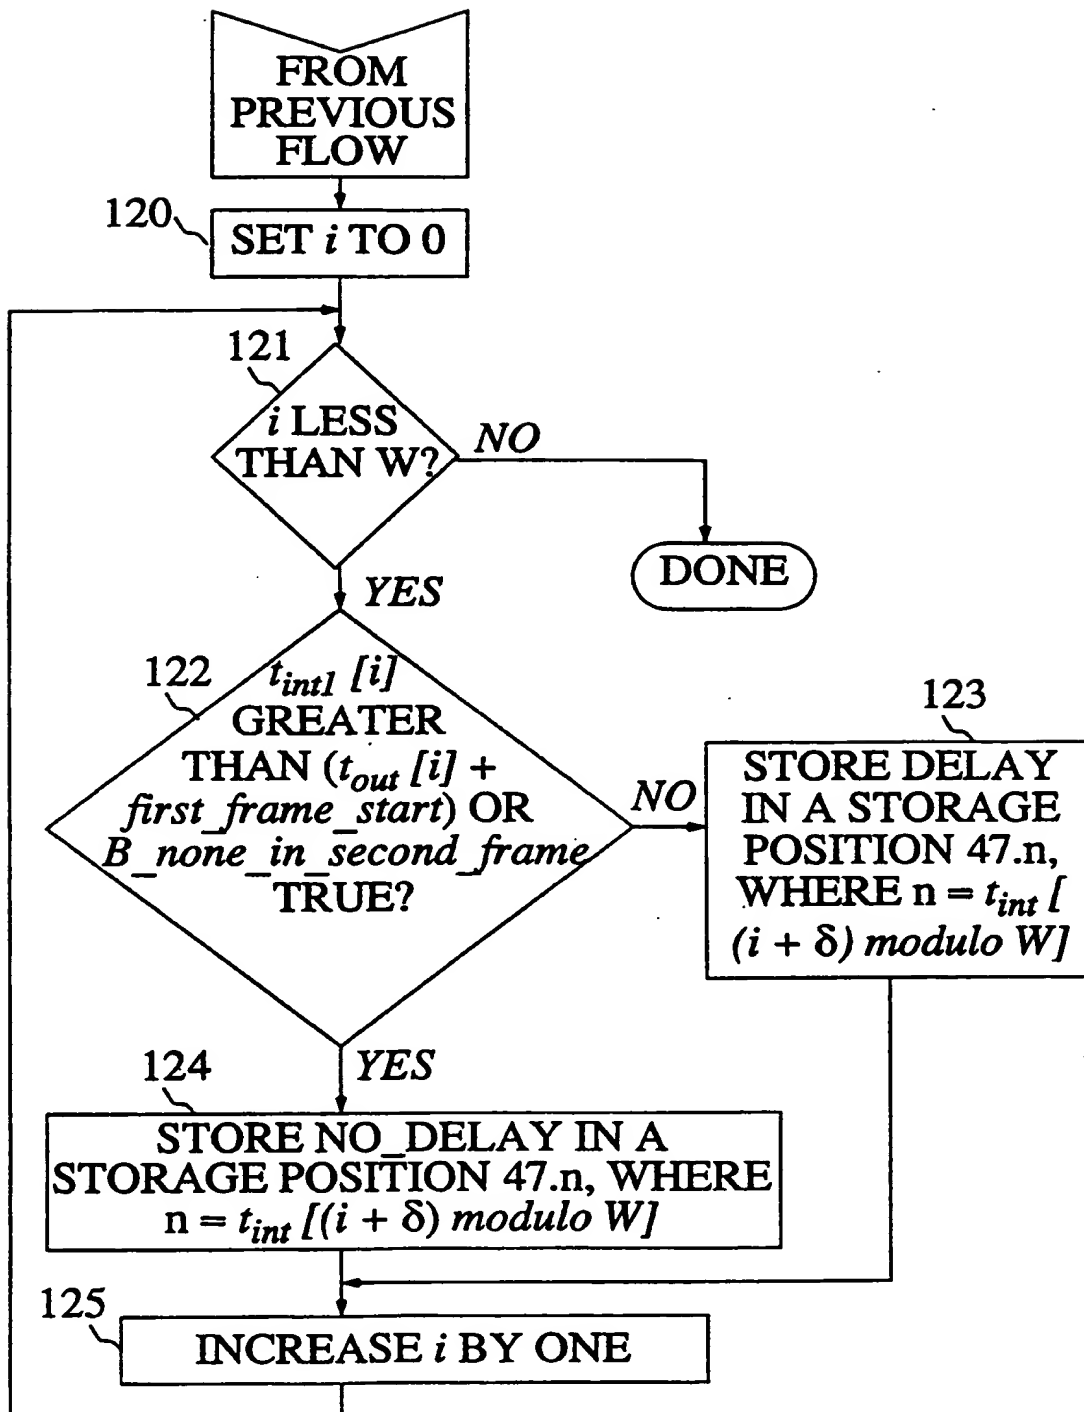 FROM
PREVIOUS
FLOW
120
SET i TO 0
121
i LESS
THAN W?
NO
DONE
YES
122
t_int1 [i]
GREATER
THAN (t_out [i] +
first_frame_start) OR
B_none_in_second_frame
TRUE?
NO
123
STORE DELAY
IN A STORAGE
POSITION 47.n,
WHERE n = t_int [
(i + δ) modulo W]
YES
124
STORE NO_DELAY IN A
STORAGE POSITION 47.n, WHERE
n = t_int [(i + δ) modulo W]
125
INCREASE i BY ONE